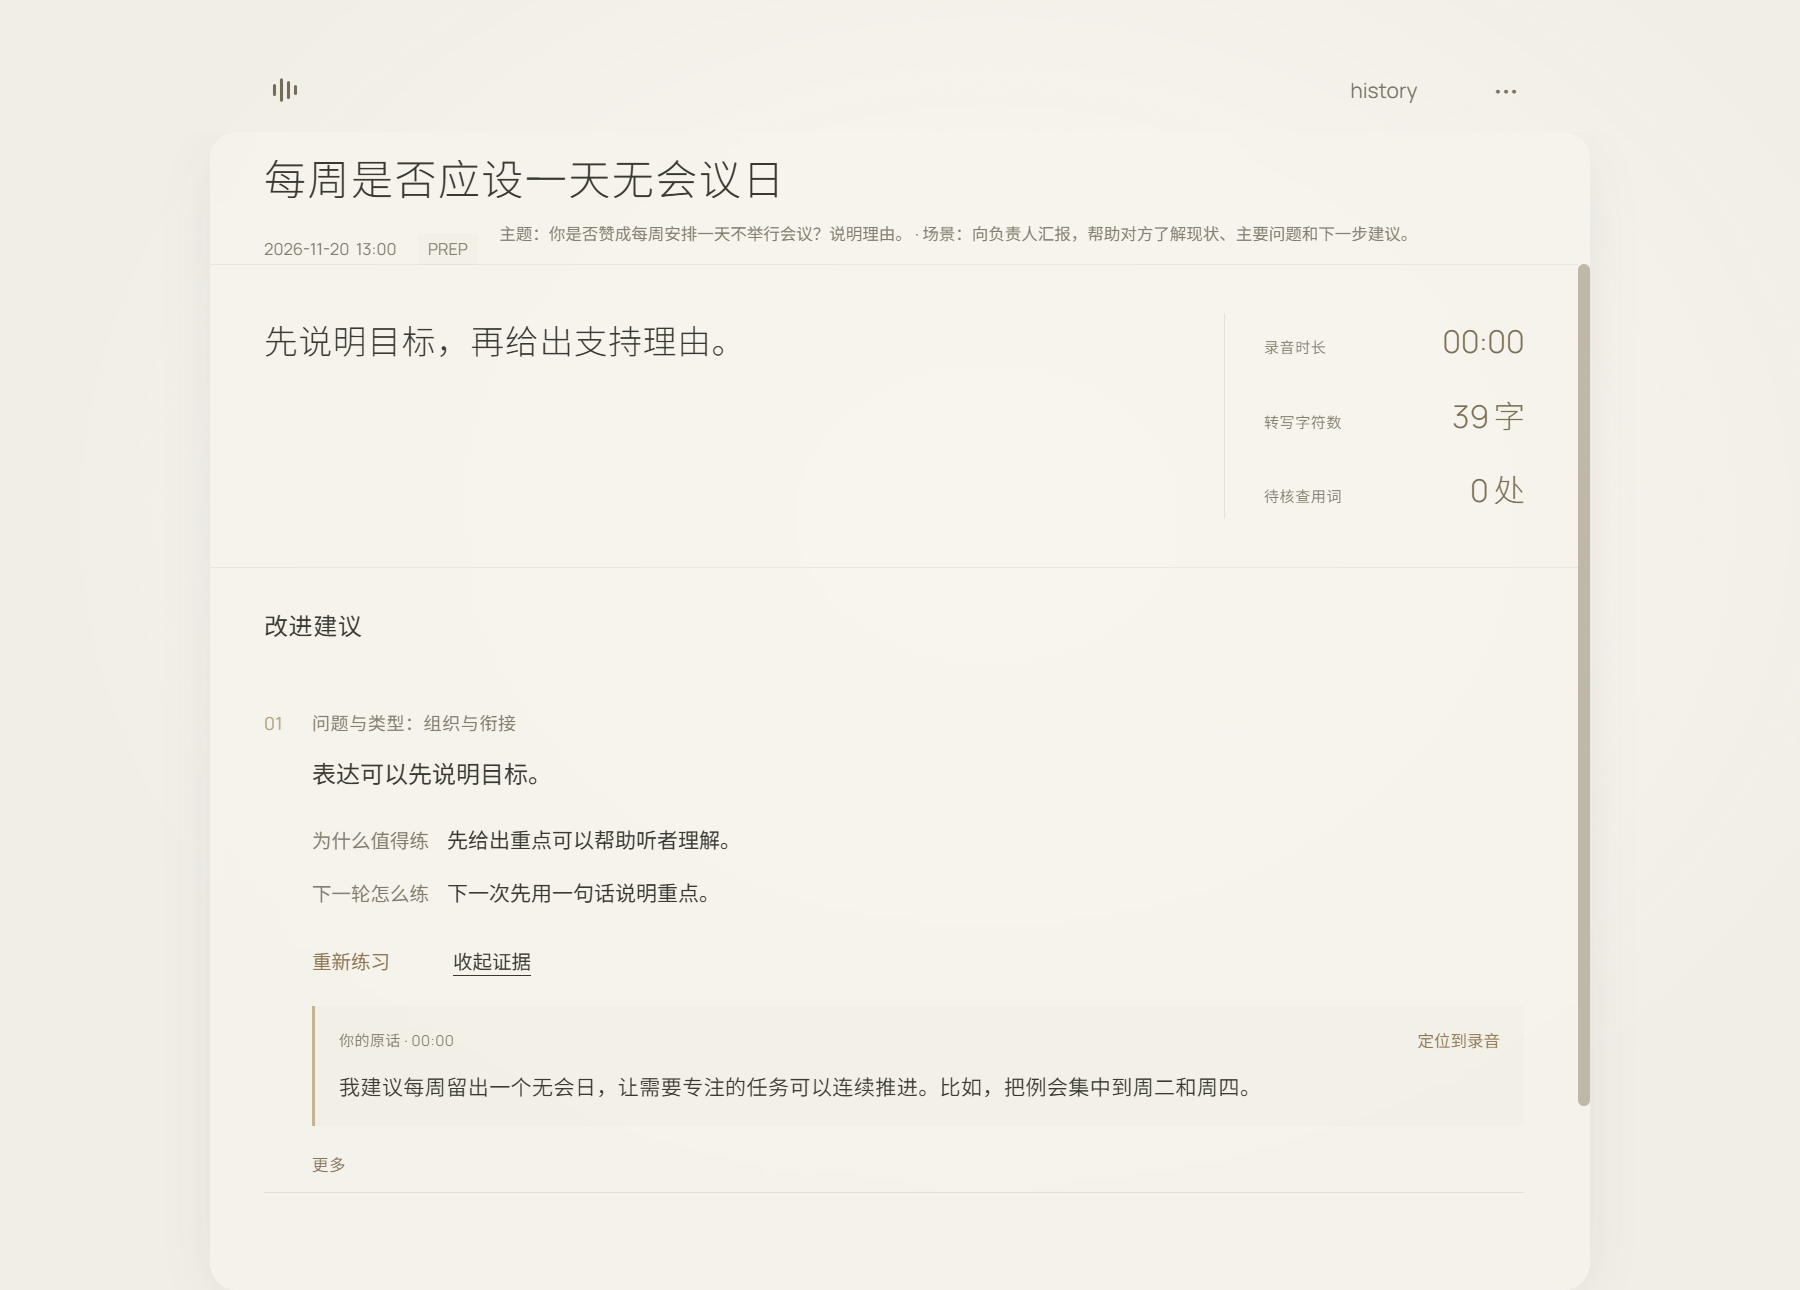 history
每周是否应设一天无会议日
2026-11-20 13:00 PREP 主题：你是否赞成每周安排一天不举行会议？说明理由。 · 场景：向负责人汇报，帮助对方了解现状、主要问题和下一步建议。
先说明目标，再给出支持理由。
录音时长 00:00
转写字符数 39 字
待核查用词 0 处
改进建议
01 问题与类型：组织与衔接
表达可以先说明目标。
为什么值得练 先给出重点可以帮助听者理解。
下一轮怎么练 下一次先用一句话说明重点。
重新练习 收起证据
你的原话 · 00:00 定位到录音
我建议每周留出一个无会日，让需要专注的任务可以连续推进。比如，把例会集中到周二和周四。
更多